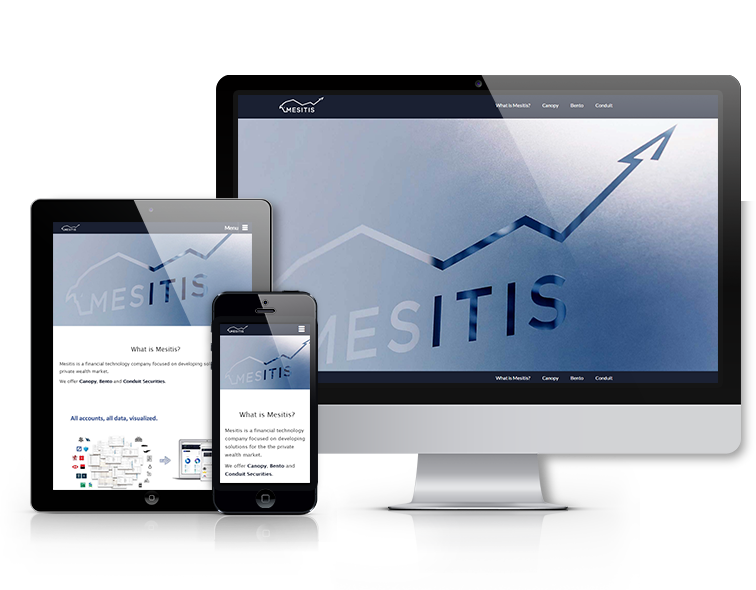 MESITIS
What is Mesitis?
Canopy
Bento
Conduit
MESITIS
What is Mesitis?
Canopy
Bento
Conduit
MESITIS
Menu
MESITIS
What is Mesitis?
Mesitis is a financial technology company focused on developing
private wealth market.
We offer Canopy, Bento and Conduit Securities.
All accounts, all data, visualized.
MESITIS
MESITIS
What is Mesitis?
Mesitis is a financial technology
company focused on developing
solutions for the the private
wealth market.
We offer Canopy, Bento and
Conduit Securities.